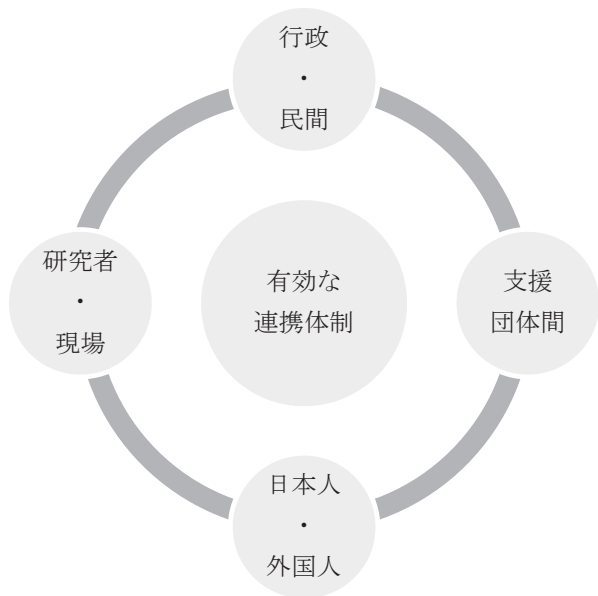 行政
・
民間
研究者
・
現場
有効な
連携体制
支援
団体間
日本人
・
外国人